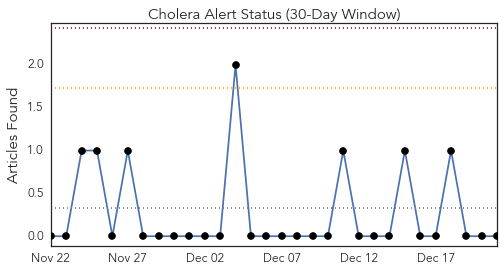 Cholera Alert Status (30-Day Window)
Articles Found
2.0
1.5
1.0
0.5
0.0
Nov 22 Nov 27 Dec 02 Dec 07 Dec 12 Dec 17